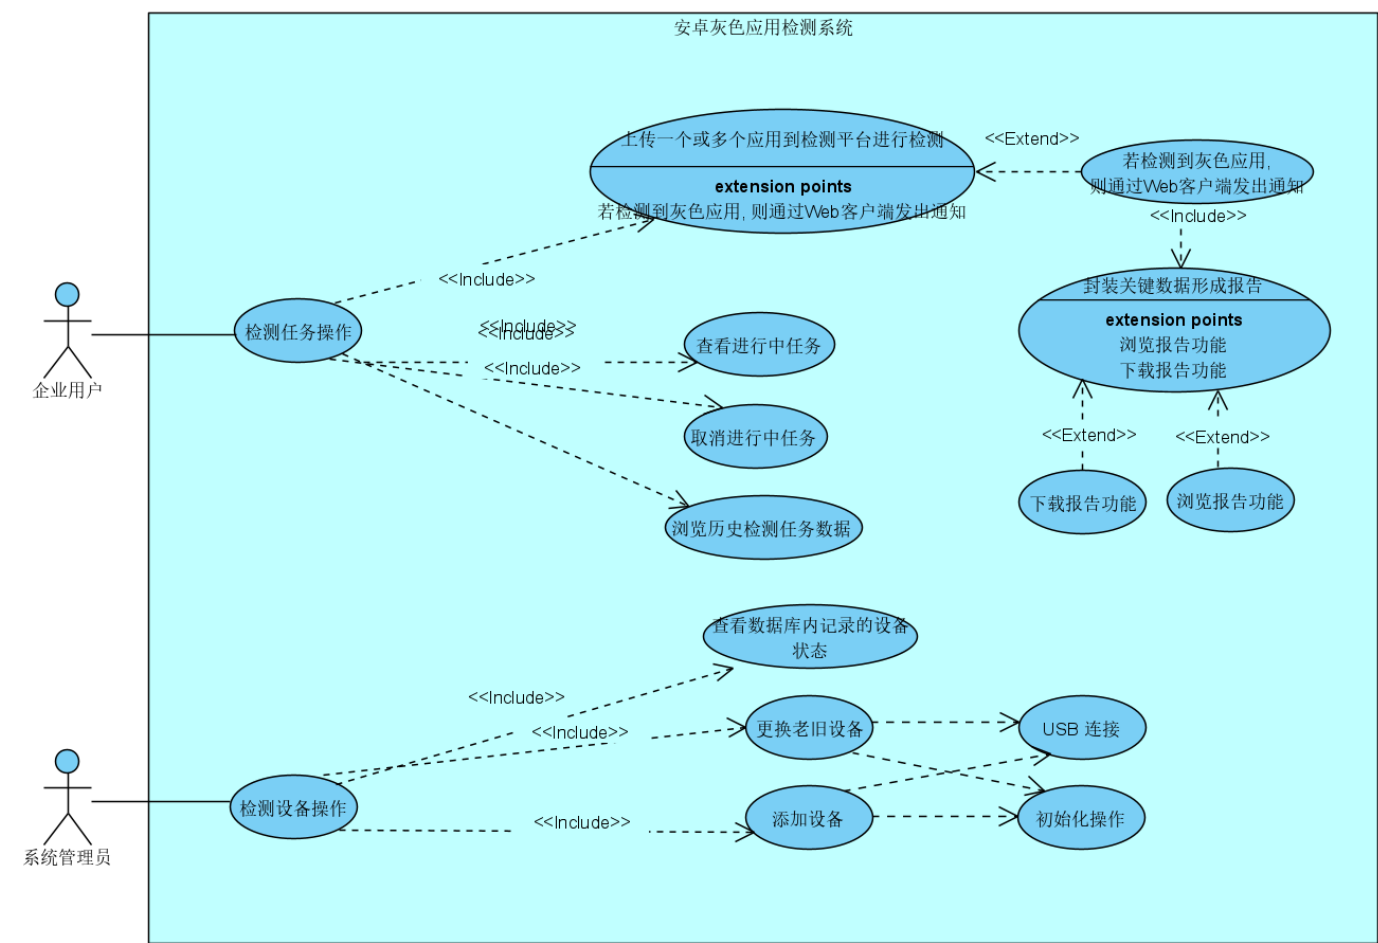 安卓灰色应用检测系统
上传一个或多个应用到检测平台进行检测
extension points
若检测到灰色应用, 则通过Web客户端发出通知
<<Extend>>
若检测到灰色应用,
则通过Web客户端发出通知
<<Include>>
<<Include>>
封装关键数据形成报告
extension points
浏览报告功能
下载报告功能
企业用户
检测任务操作
<<Include>>
<<Include>>
<<Include>>
查看进行中任务
取消进行中任务
浏览历史检测任务数据
<<Extend>>
<<Extend>>
下载报告功能
浏览报告功能
查看数据库内记录的设备
状态
<<Include>>
<<Include>>
更换老旧设备
USB 连接
系统管理员
检测设备操作
<<Include>>
添加设备
初始化操作